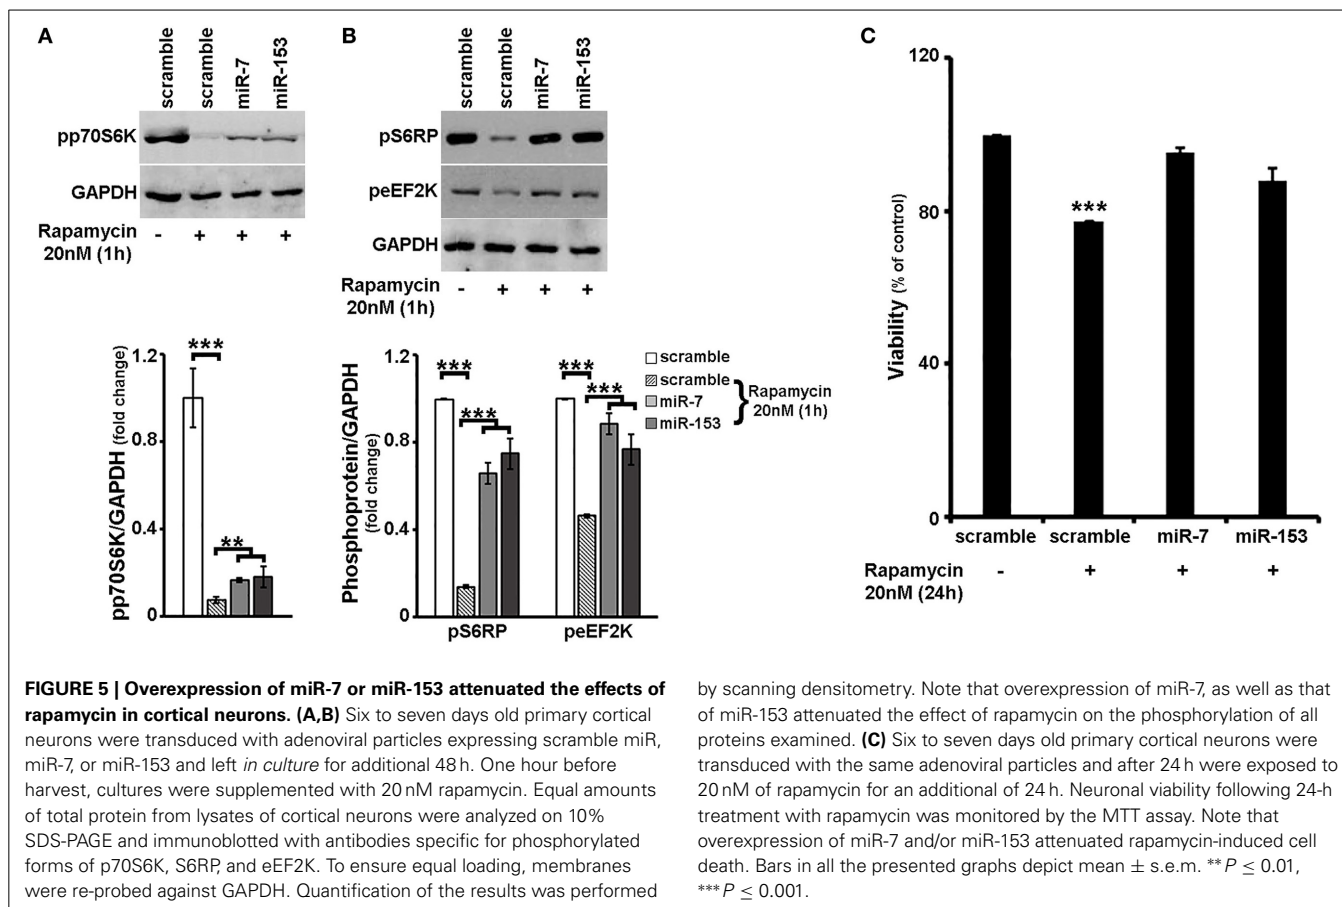 A
scramble
scramble
miR-7
miR-153
pp70S6K
GAPDH
Rapamycin
20nM (1h)
- + + +
pp70S6K/GAPDH (fold change)
1.2
0.8
0.4
0
***
**
B
scramble
scramble
miR-7
miR-153
pS6RP
peEF2K
GAPDH
Rapamycin
20nM (1h)
- + + +
Phosphoprotein/GAPDH
(fold change)
1.2
0.8
0.4
0
***
***
***
***
pS6RP peEF2K
scramble
scramble
miR-7
miR-153
Rapamycin
20nM (1h)
C
Viability (% of control)
120
80
40
0
***
scramble scramble miR-7 miR-153
Rapamycin
20nM (24h)
- + + +
FIGURE 5 | Overexpression of miR-7 or miR-153 attenuated the effects of
rapamycin in cortical neurons. (A,B) Six to seven days old primary cortical
neurons were transduced with adenoviral particles expressing scramble miR,
miR-7, or miR-153 and left in culture for additional 48 h. One hour before
harvest, cultures were supplemented with 20 nM rapamycin. Equal amounts
of total protein from lysates of cortical neurons were analyzed on 10%
SDS-PAGE and immunoblotted with antibodies specific for phosphorylated
forms of p70S6K, S6RP, and eEF2K. To ensure equal loading, membranes
were re-probed against GAPDH. Quantification of the results was performed
by scanning densitometry. Note that overexpression of miR-7, as well as that
of miR-153 attenuated the effect of rapamycin on the phosphorylation of all
proteins examined. (C) Six to seven days old primary cortical neurons were
transduced with the same adenoviral particles and after 24 h were exposed to
20 nM of rapamycin for an additional of 24 h. Neuronal viability following 24-h
treatment with rapamycin was monitored by the MTT assay. Note that
overexpression of miR-7 and/or miR-153 attenuated rapamycin-induced cell
death. Bars in all the presented graphs depict mean ± s.e.m. **P ≤ 0.01,
***P ≤ 0.001.